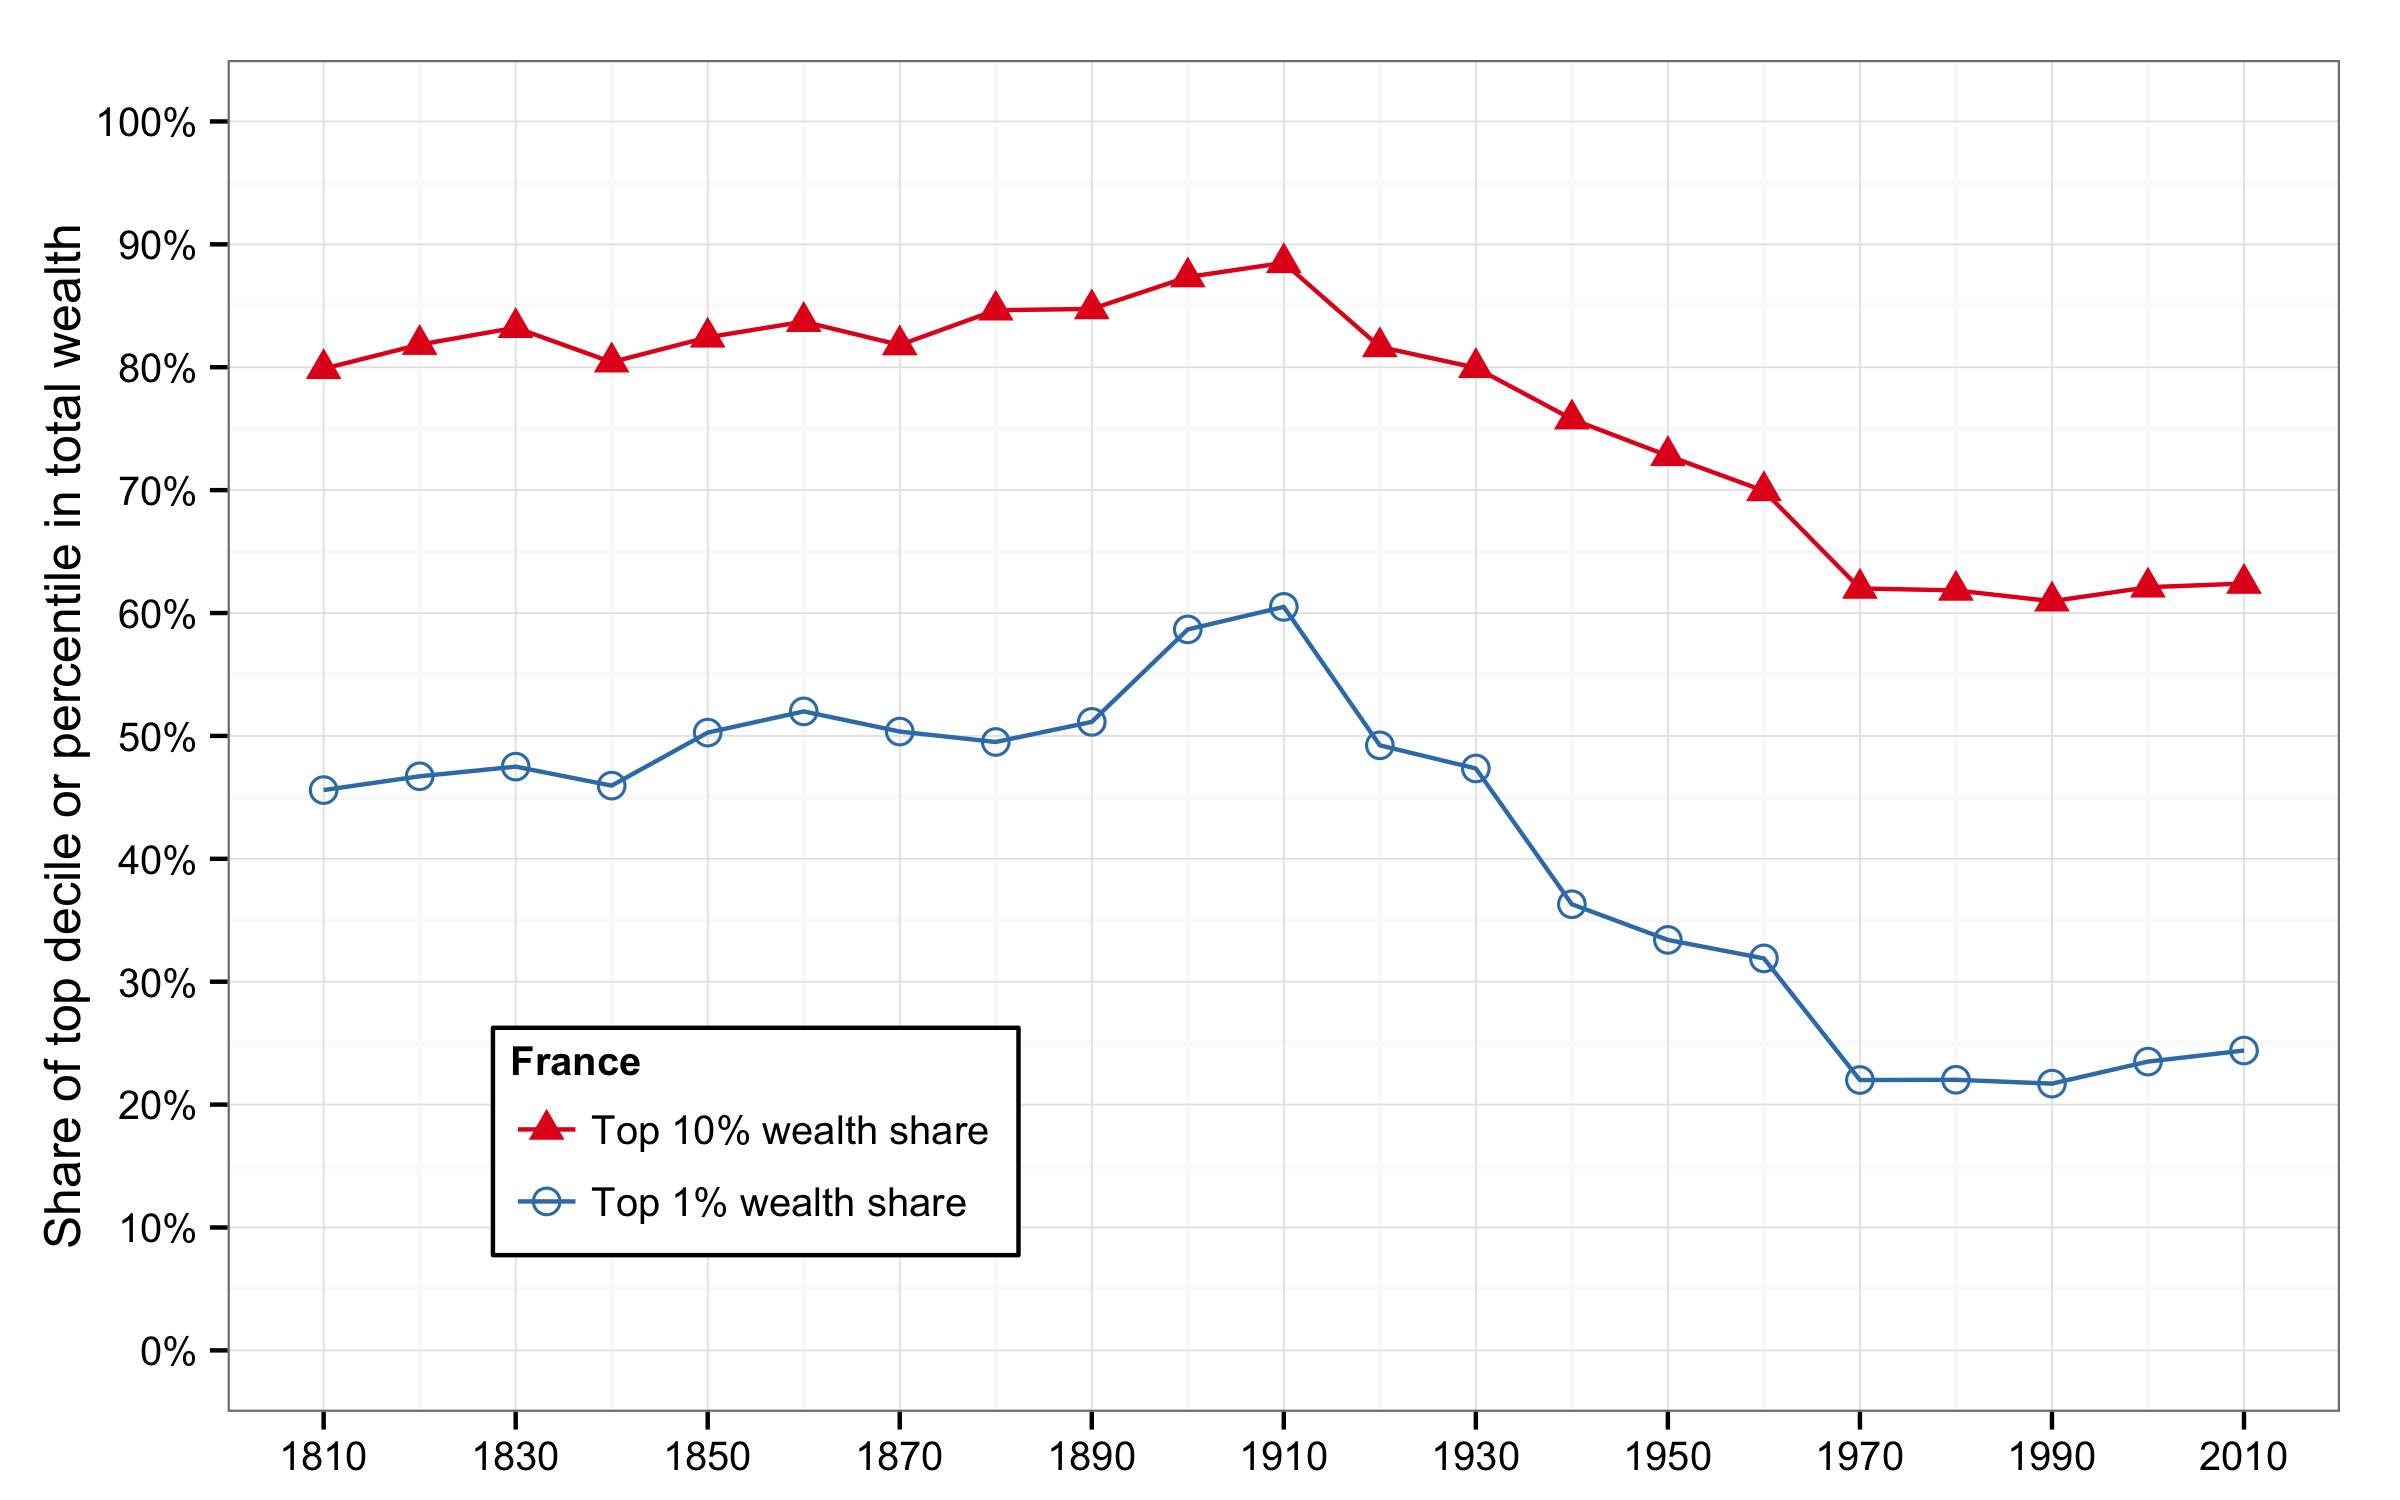 Share of top decile or percentile in total wealth
100%
90%
80%
70%
60%
50%
40%
30%
20%
10%
0%
France
Top 10% wealth share
Top 1% wealth share
1810 1830 1850 1870 1890 1910 1930 1950 1970 1990 2010